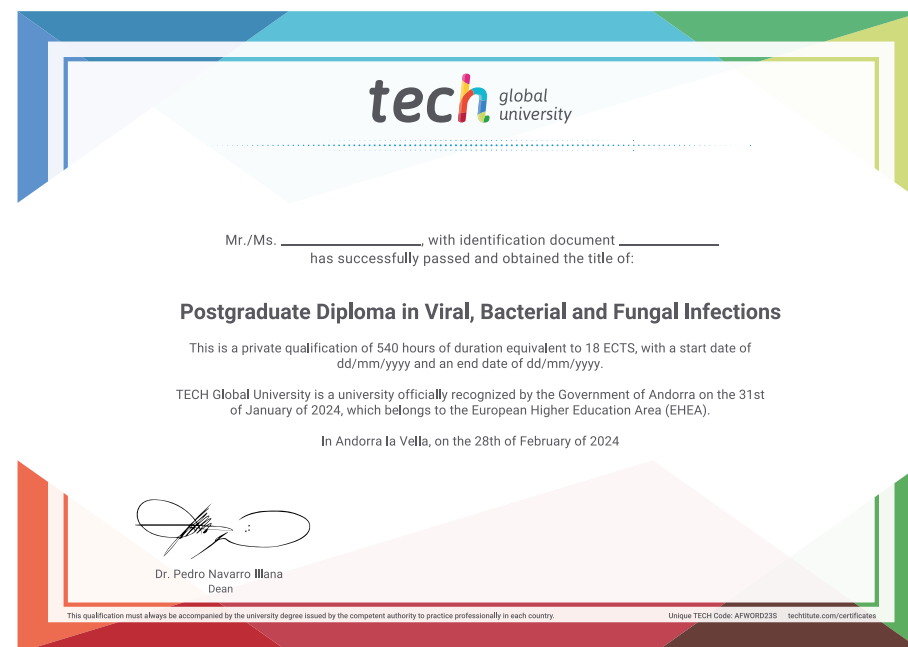 tech global university
Mr./Ms. ____________________, with identification document ______________
has successfully passed and obtained the title of:
Postgraduate Diploma in Viral, Bacterial and Fungal Infections
This is a private qualification of 540 hours of duration equivalent to 18 ECTS, with a start date of
dd/mm/yyyy and an end date of dd/mm/yyyy.
TECH Global University is a university officially recognized by the Government of Andorra on the 31st
of January of 2024, which belongs to the European Higher Education Area (EHEA).
In Andorra la Vella, on the 28th of February of 2024
Dr. Pedro Navarro Illana
Dean
This qualification must always be accompanied by the university degree issued by the competent authority to practice professionally in each country.
Unique TECH Code: AFWORD23S techtitute.com/certificates